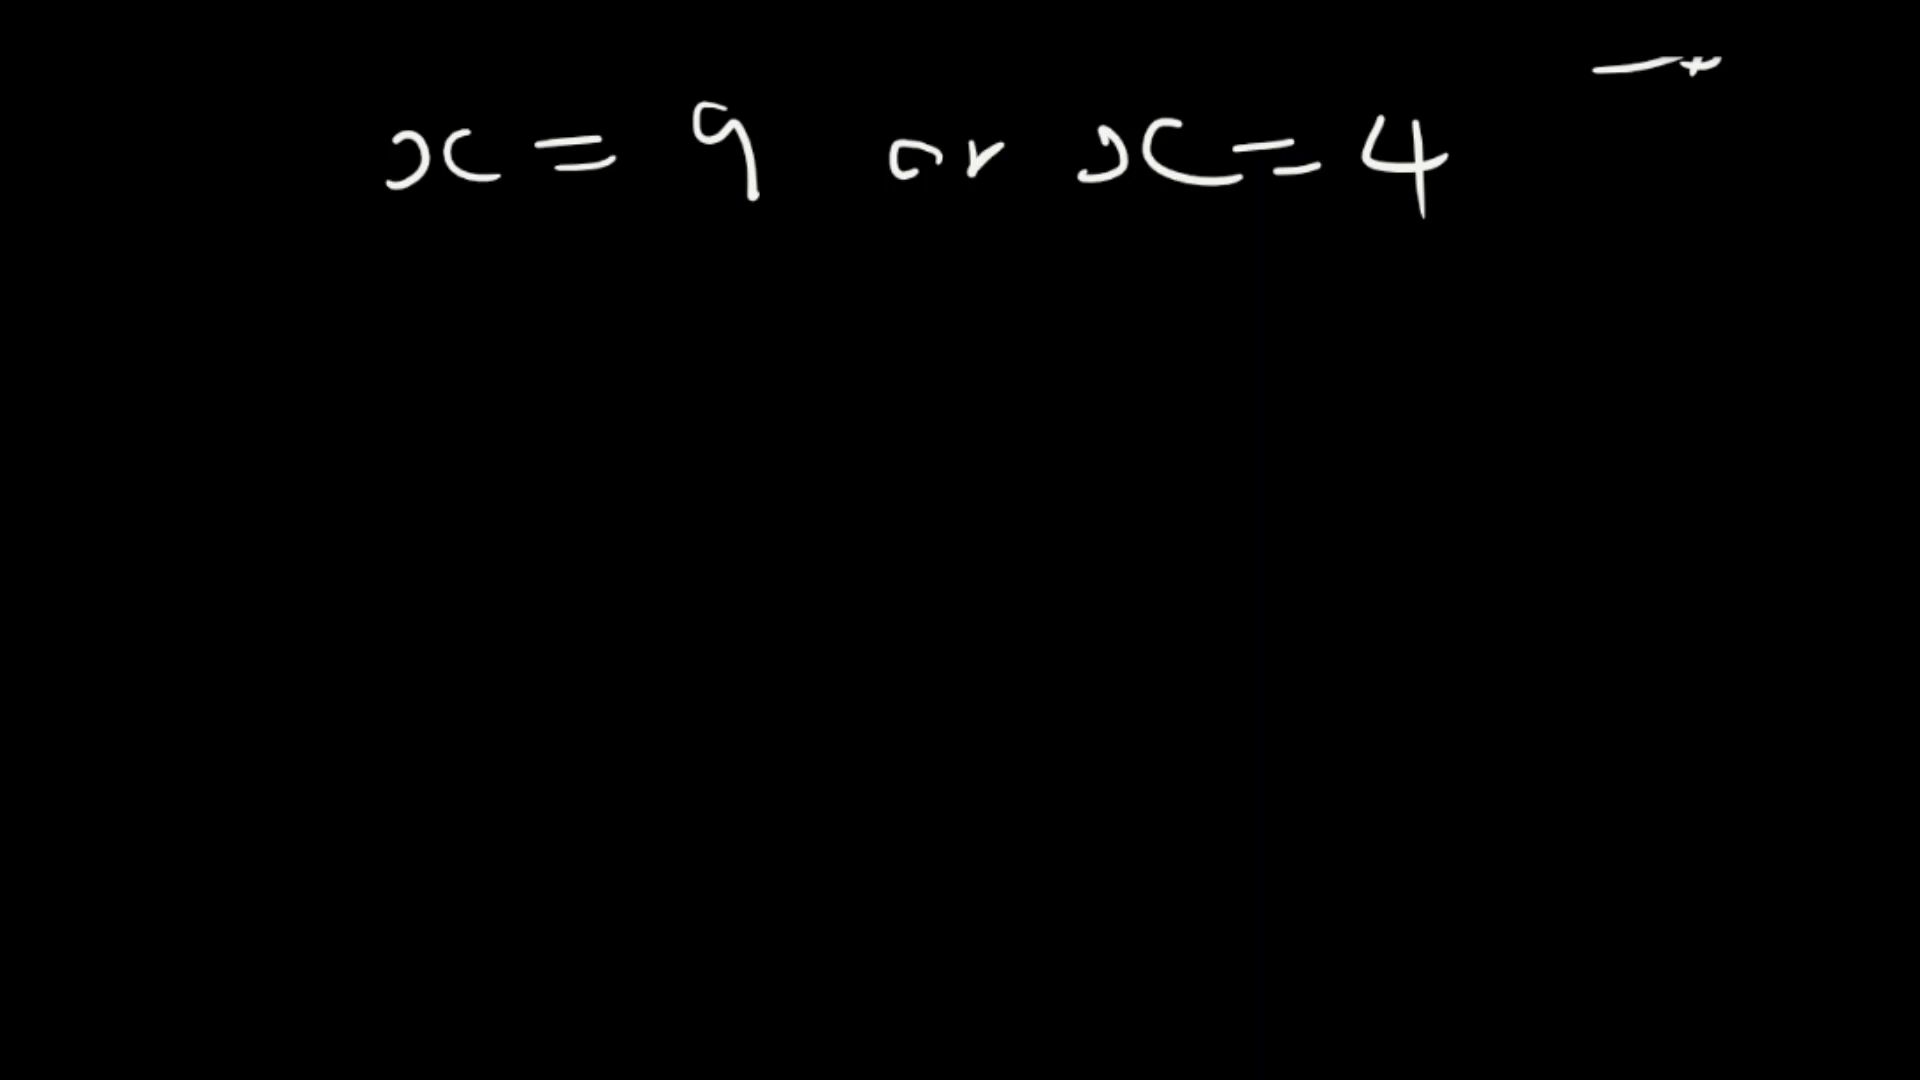 x = 9 or x = 4